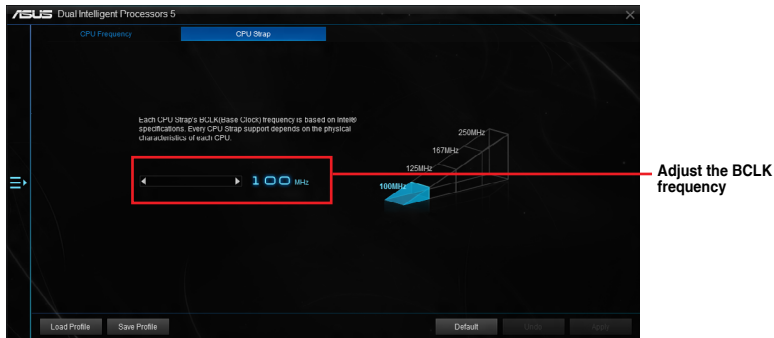 ASUS Dual Intelligent Processors 5
CPU Frequency
CPU Strap
Each CPU Strap's BCLK(Base Clock) frequency is based on Intel®
specifications. Every CPU Strap support depends on the physical
characteristics of each CPU.
250MHz
167MHz
125MHz
100MHz
100 MHz
Adjust the BCLK
frequency
Load Profile
Save Profile
Default
Undo
Apply